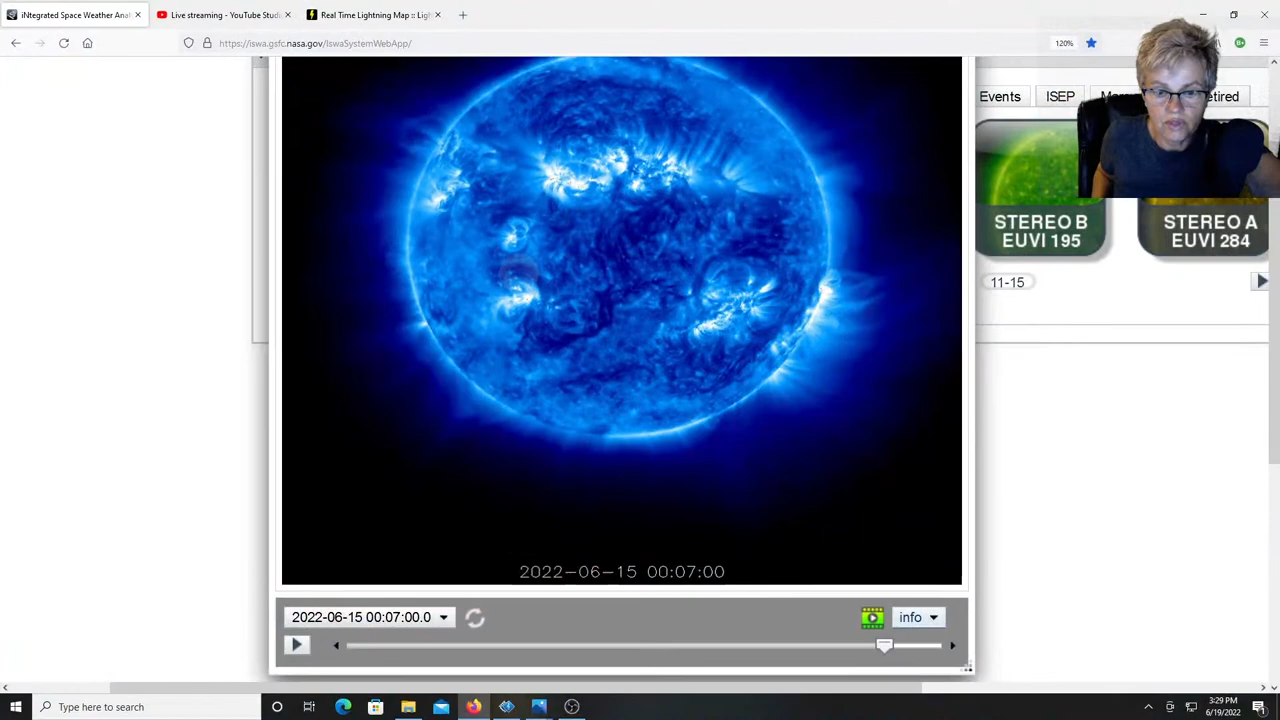 iNtegrated Space Weather Anal
Live streaming - YouTube Studi
Real Time Lightning Map :: Ligh
https://iswa.gsfc.nasa.gov/IswaSystemWebApp/
120%
Events
ISEP
STEREO B
EUVI 195
STEREO A
EUVI 284
11-15
2022-06-15 00:07:00
2022-06-15 00:07:00.0
info
Type here to search
3:29 PM
6/19/2022